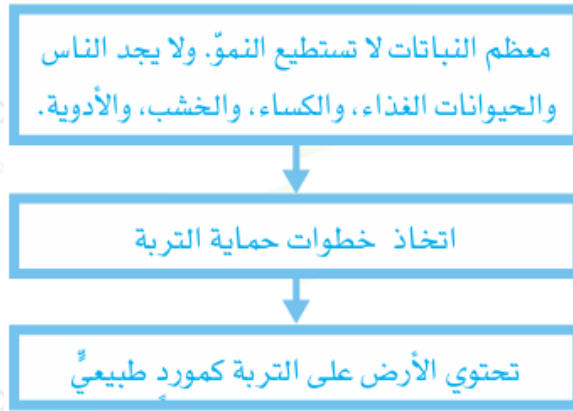 معظم النباتات لا تستطيع النموّ. ولا يجد الناس
والحيوانات الغذاء، والكساء، والخشب، والأدوية.
اتخاذ خطوات حماية التربة
تحتوي الأرض على التربة كمورد طبيعيٍّ